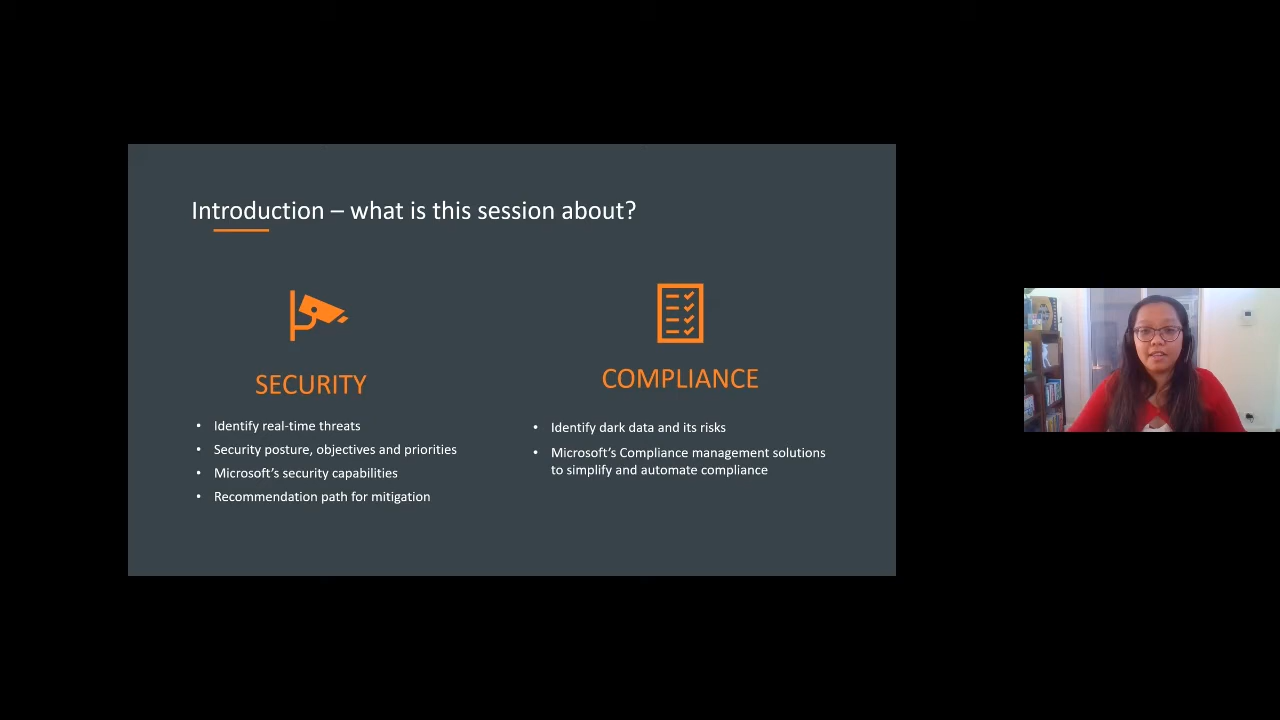 Introduction – what is this session about?
SECURITY
• Identify real-time threats
• Security posture, objectives and priorities
• Microsoft’s security capabilities
• Recommendation path for mitigation
COMPLIANCE
• Identify dark data and its risks
• Microsoft’s Compliance management solutions
to simplify and automate compliance